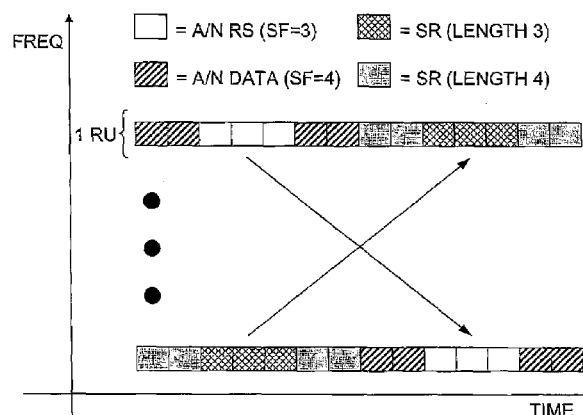 FREQ
= A/N RS (SF=3)
= SR (LENGTH 3)
= A/N DATA (SF=4)
= SR (LENGTH 4)
1 RU
TIME